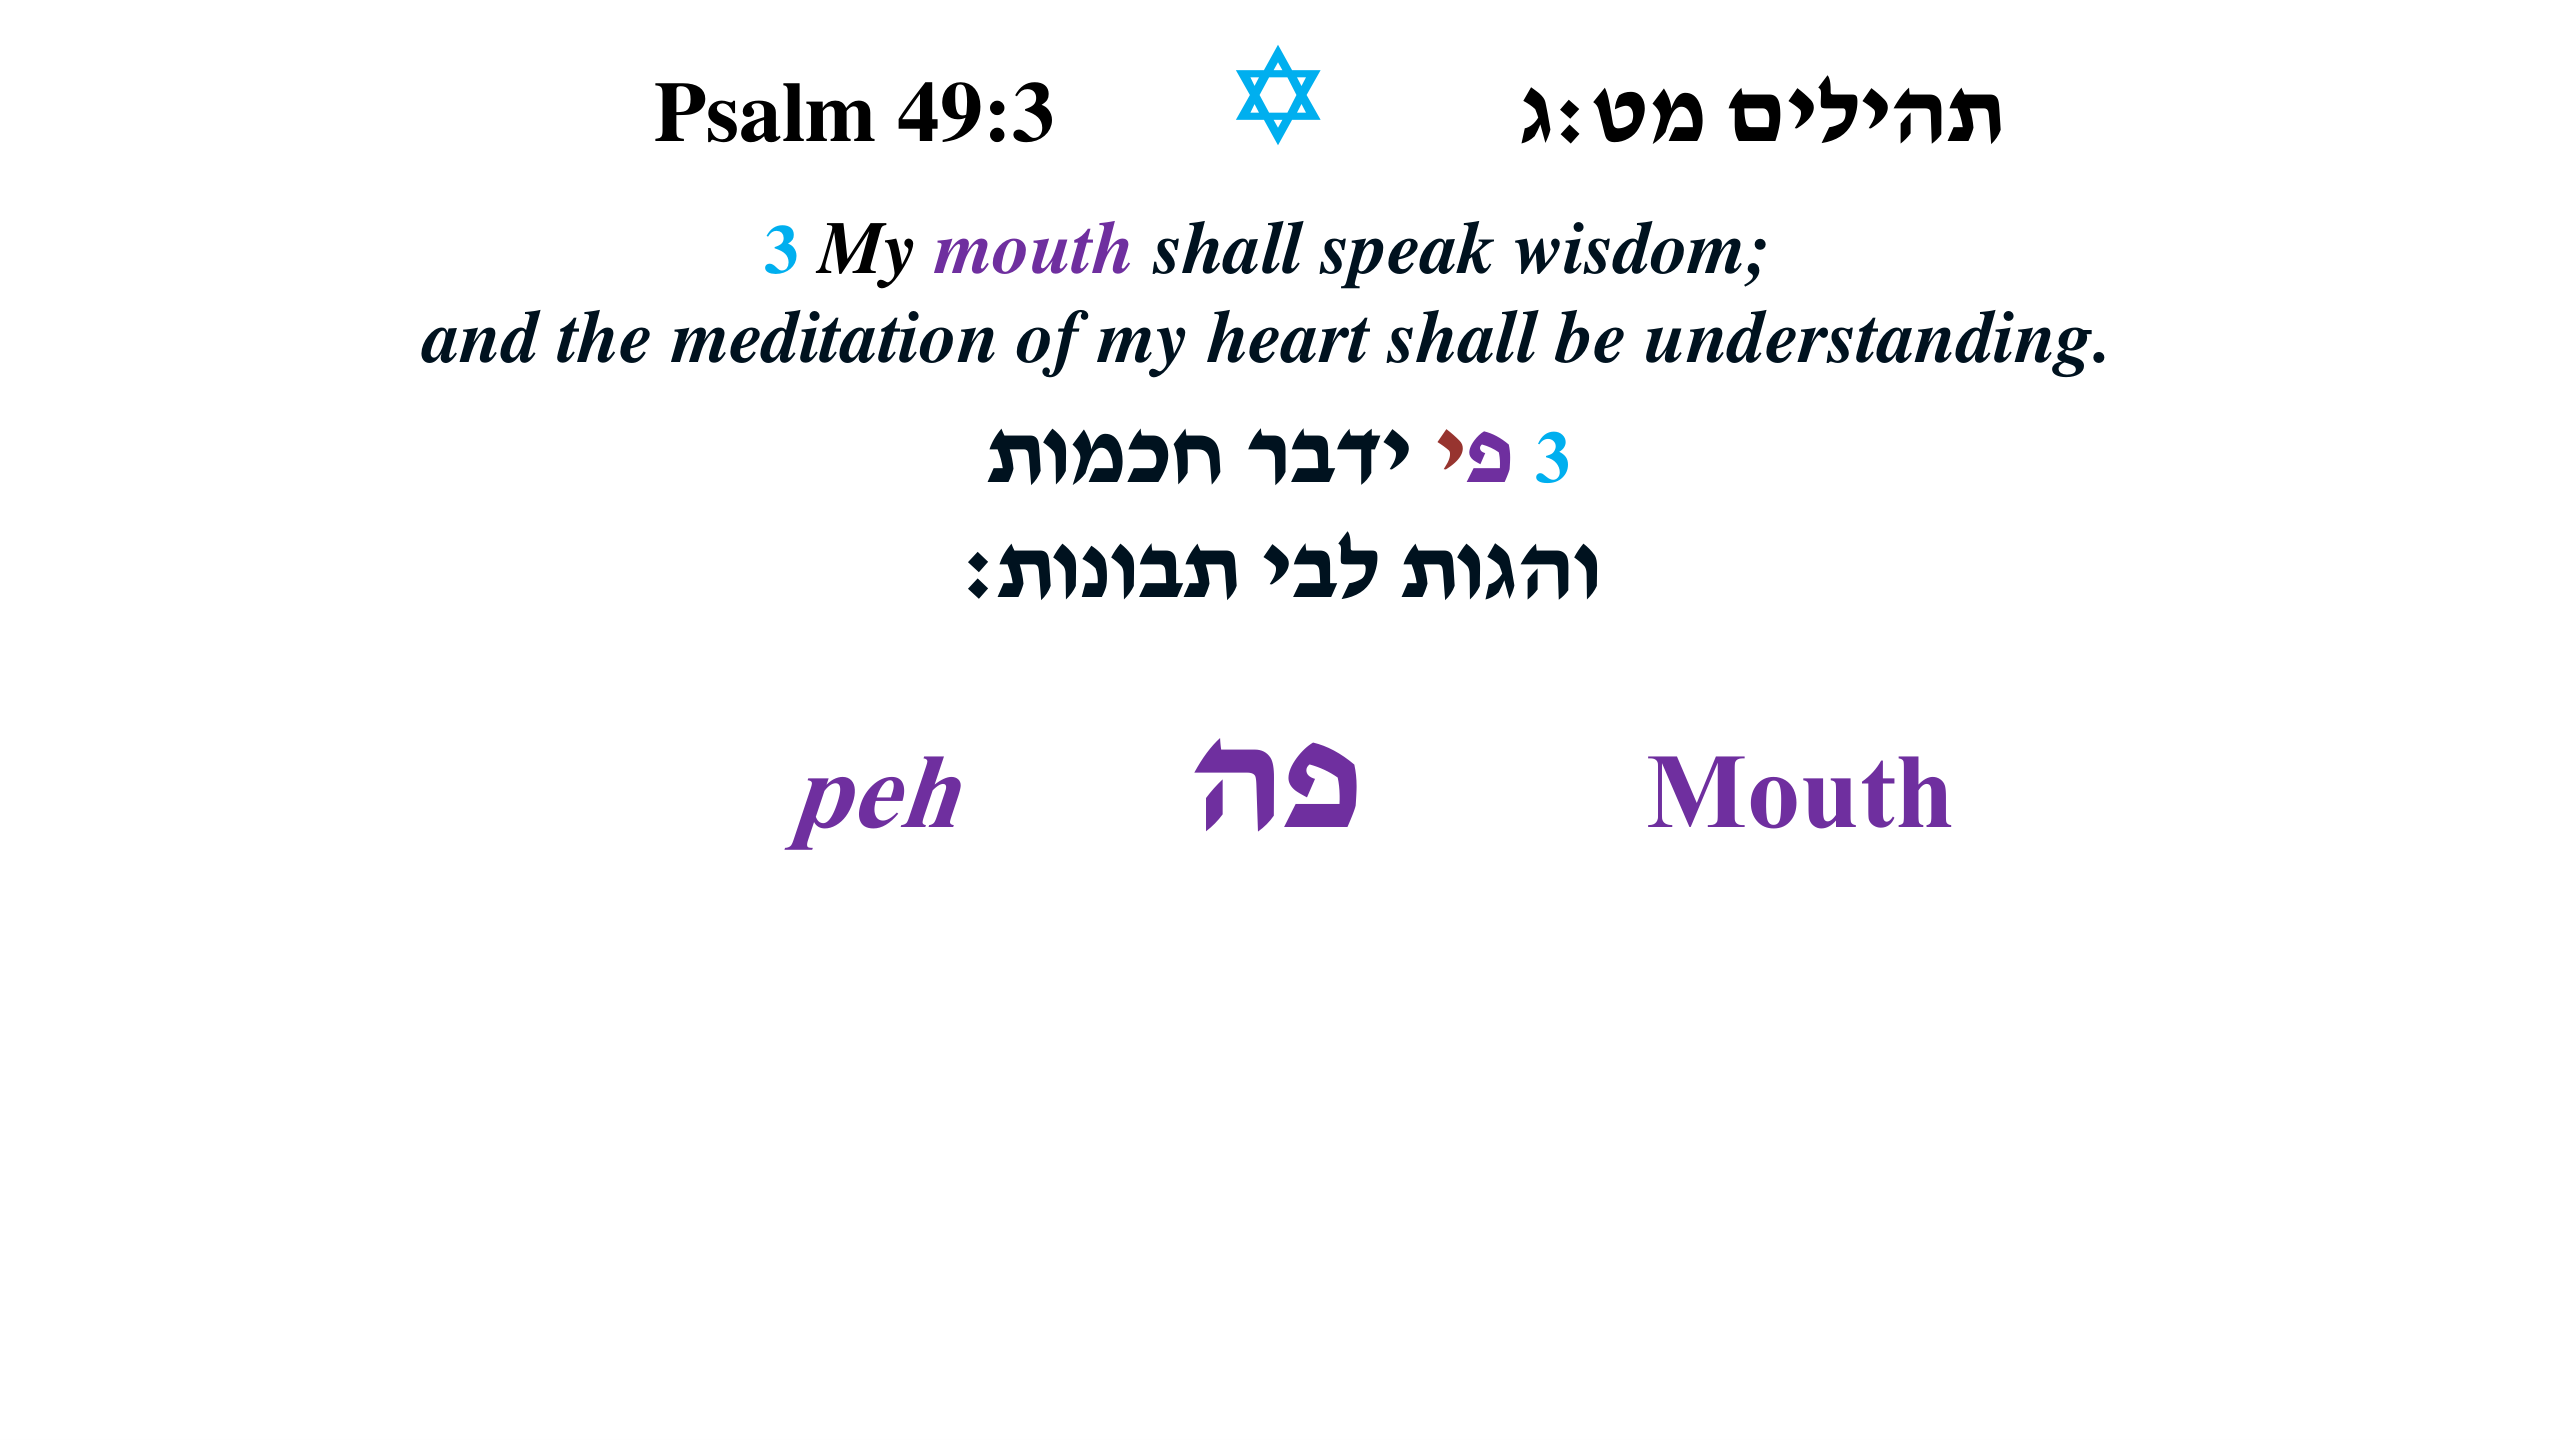 Psalm 49:3 ✡ תהילים מט:ג
3 My mouth shall speak wisdom;
and the meditation of my heart shall be understanding.
3 פי ידבר חכמות
והגות לבי תבונות:
peh פה Mouth